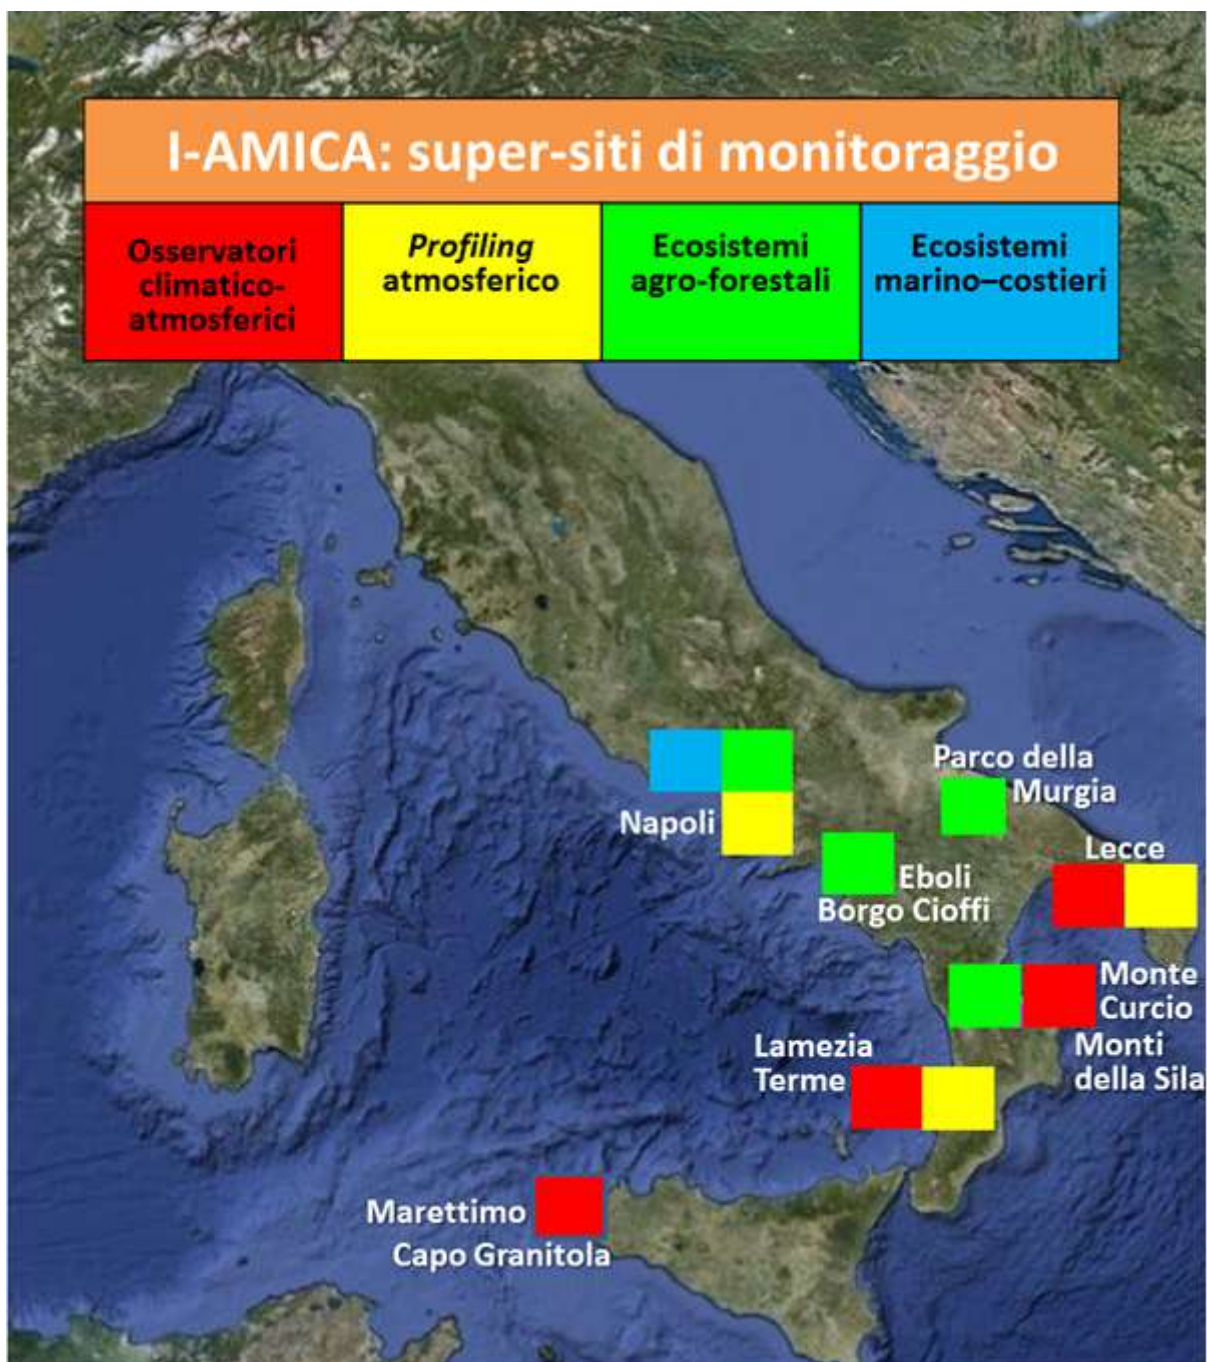 I-AMICA: super-siti di monitoraggio
Osservatori
climatico-
atmosferici
Profiling
atmosferico
Ecosistemi
agro-forestali
Ecosistemi
marino–costieri
Parco della
Murgia
Napoli
Lecce
Eboli
Borgo Cioffi
Monte
Curcio
Monti
della Sila
Lamezia
Terme
Marettimo
Capo Granitola